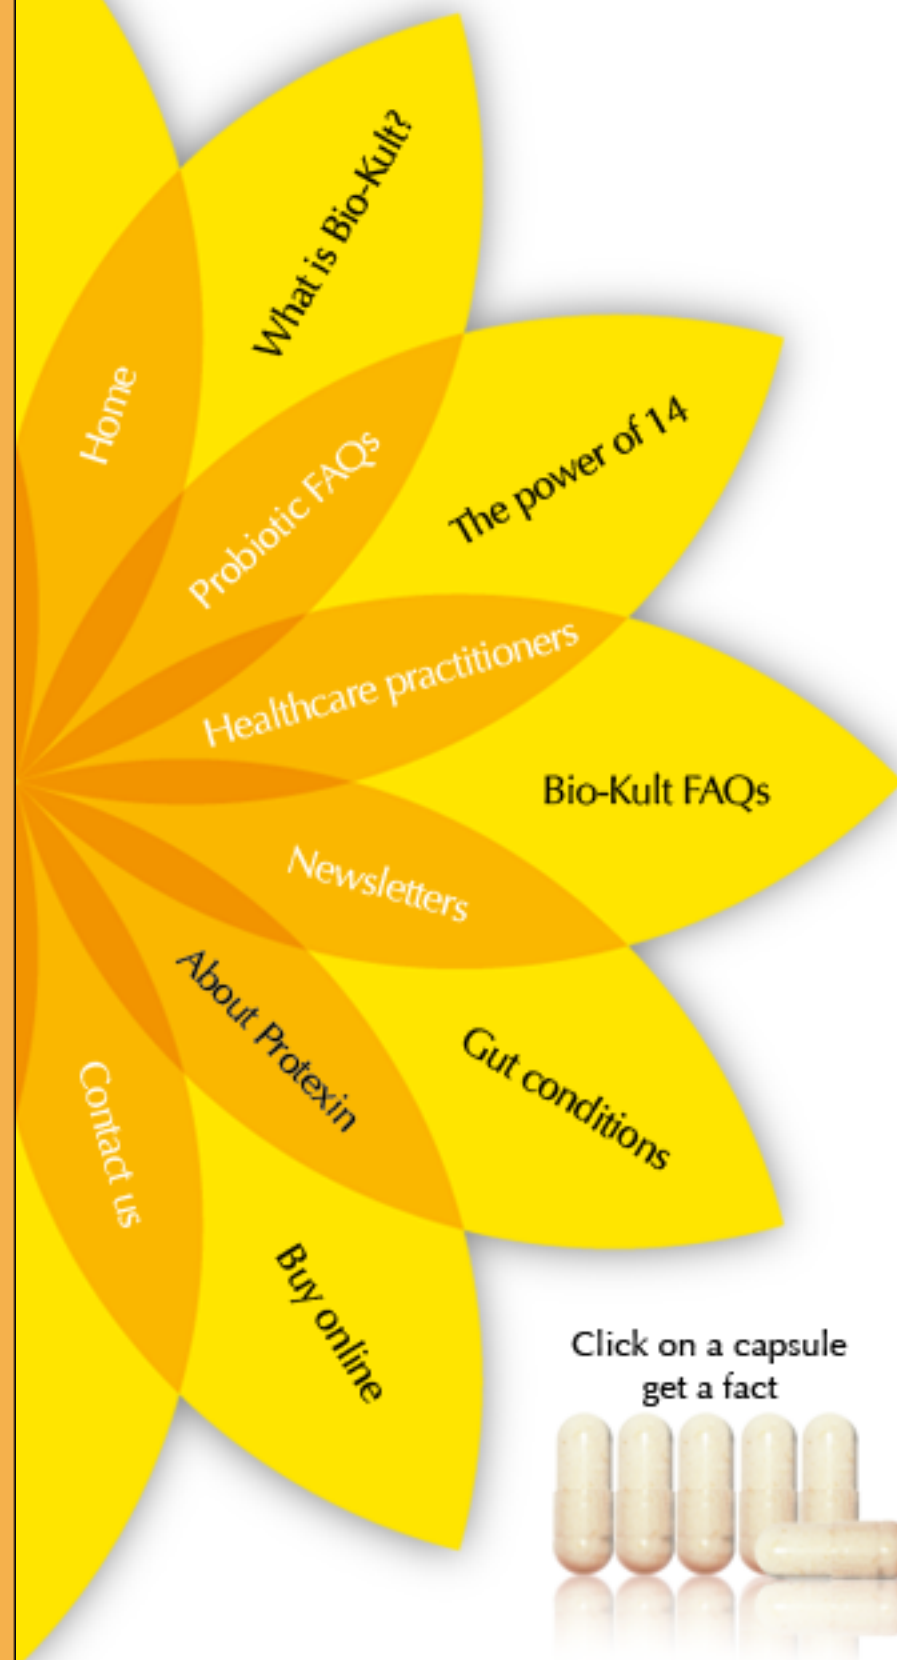 What is Bio-Kult?
Home
The power of 14
Probiotic FAQs
Healthcare practitioners
Bio-Kult FAQs
Newsletters
About Protexin
Gut conditions
Contact us
Buy online
Click on a capsule
get a fact